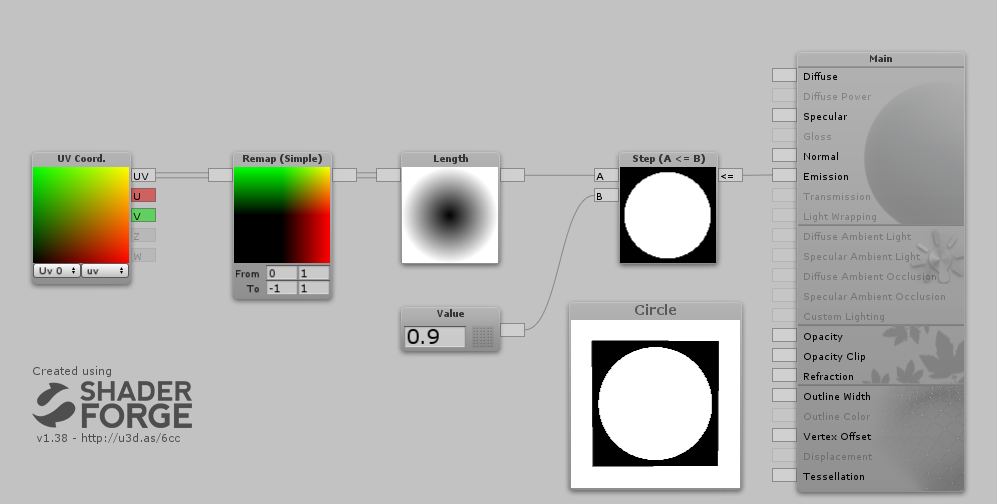 UV Coord.
UV
U
V
Z
W
Uv 0
uv
Remap (Simple)
From 0 1
To -1 1
Length
Value
0.9
Step (A <= B)
A
B
<=
Circle
Main
Diffuse
Diffuse Power
Specular
Gloss
Normal
Emission
Transmission
Light Wrapping
Diffuse Ambient Light
Specular Ambient Light
Diffuse Ambient Occlusion
Specular Ambient Occlusion
Custom Lighting
Opacity
Opacity Clip
Refraction
Outline Width
Outline Color
Vertex Offset
Displacement
Tessellation
Created using
SHADER
FORGE
v1.38 - http://u3d.as/6cc